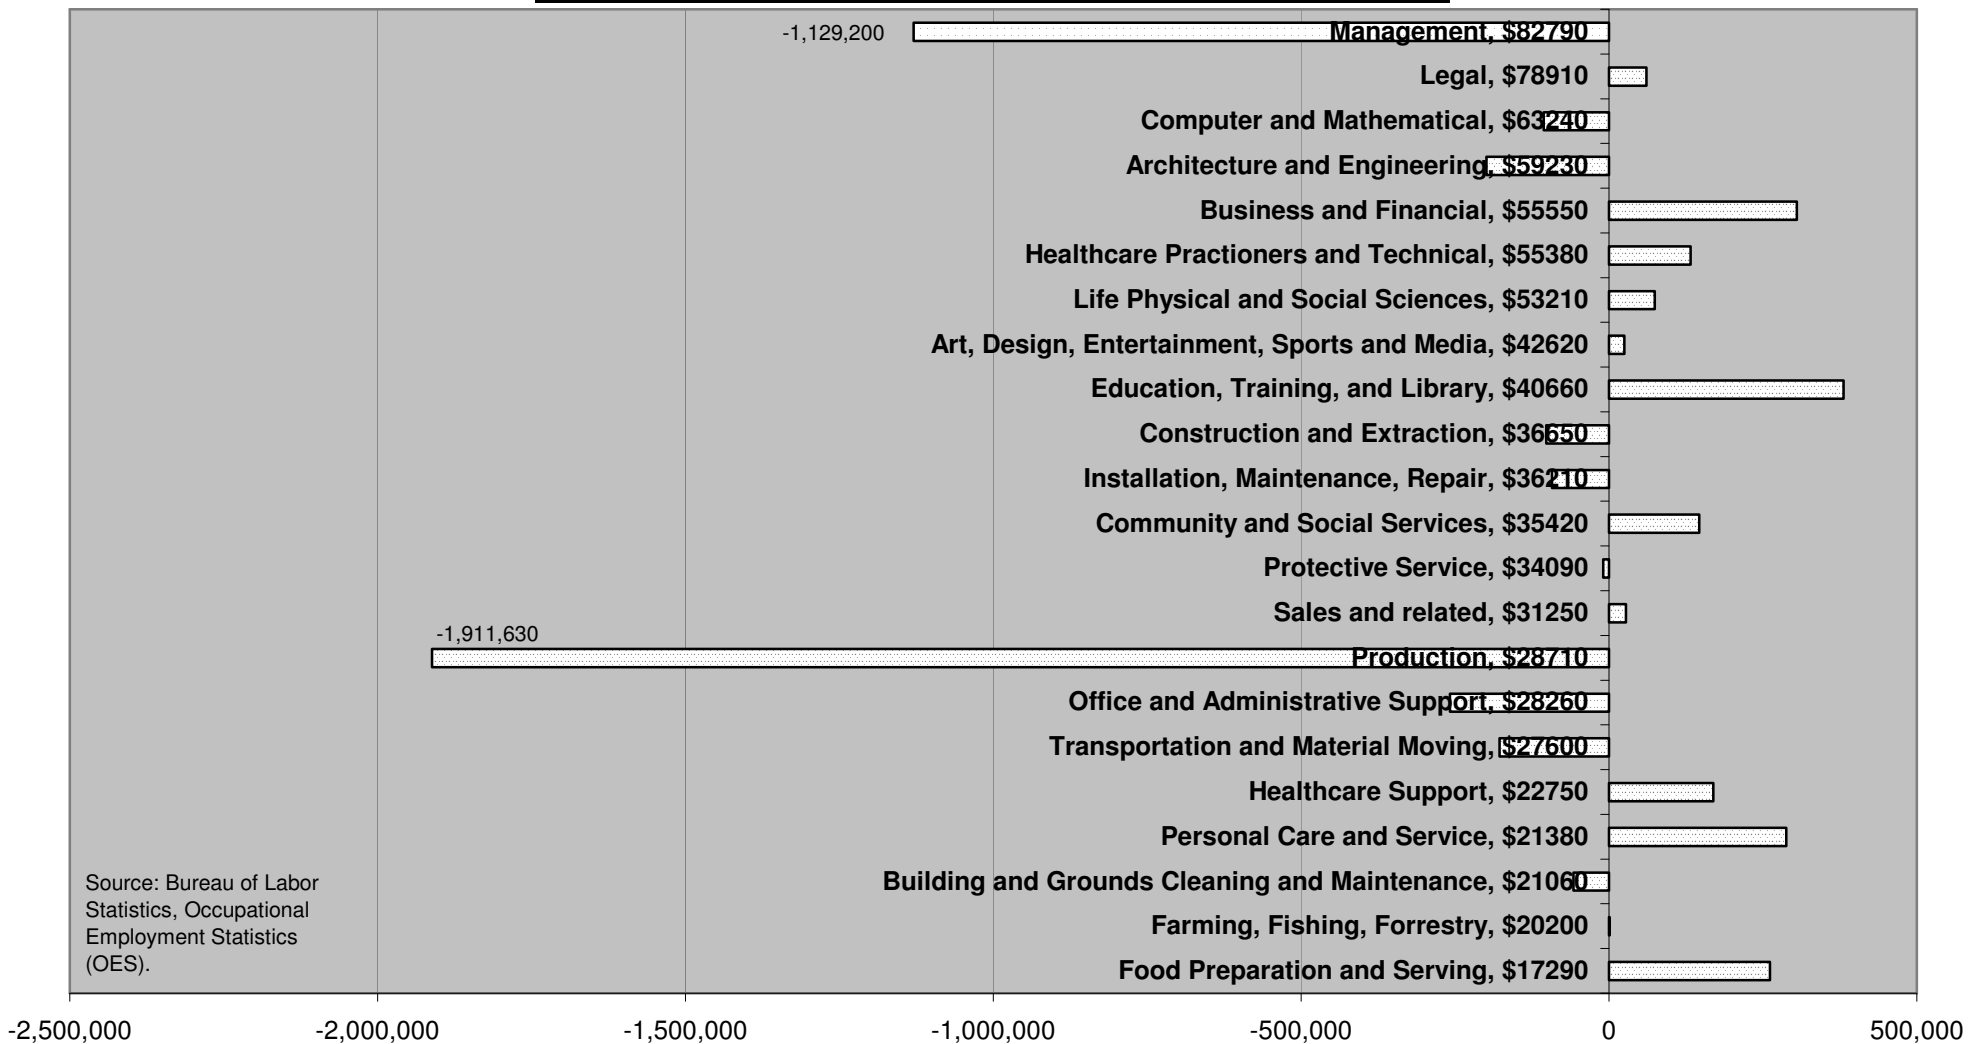 -1,129,200
Management, $82790
Legal, $78910
Computer and Mathematical, $63240
Architecture and Engineering, $59230
Business and Financial, $55550
Healthcare Practioners and Technical, $55380
Life Physical and Social Sciences, $53210
Art, Design, Entertainment, Sports and Media, $42620
Education, Training, and Library, $40660
Construction and Extraction, $36650
Installation, Maintenance, Repair, $36210
Community and Social Services, $35420
Protective Service, $34090
Sales and related, $31250
-1,911,630
Production, $28710
Office and Administrative Support, $28260
Transportation and Material Moving, $27600
Healthcare Support, $22750
Personal Care and Service, $21380
Building and Grounds Cleaning and Maintenance, $21060
Farming, Fishing, Forrestry, $20200
Food Preparation and Serving, $17290
Source: Bureau of Labor
Statistics, Occupational
Employment Statistics
(OES).
-2,500,000 -2,000,000 -1,500,000 -1,000,000 -500,000 0 500,000